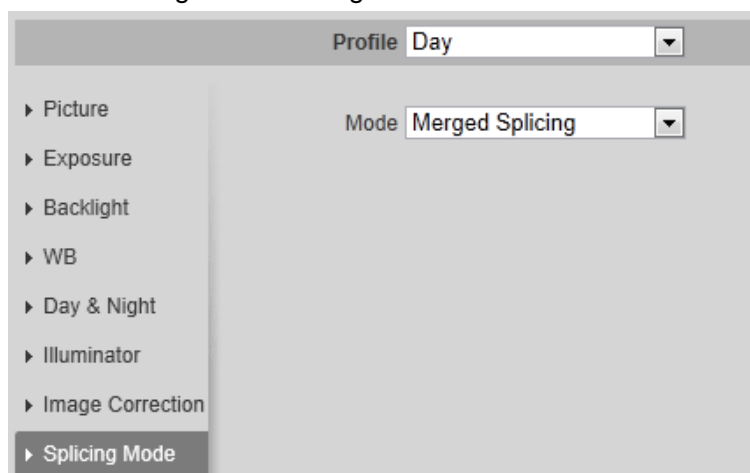 Profile Day
Picture
Mode Merged Splicing
Exposure
Backlight
WB
Day & Night
Illuminator
Image Correction
Splicing Mode